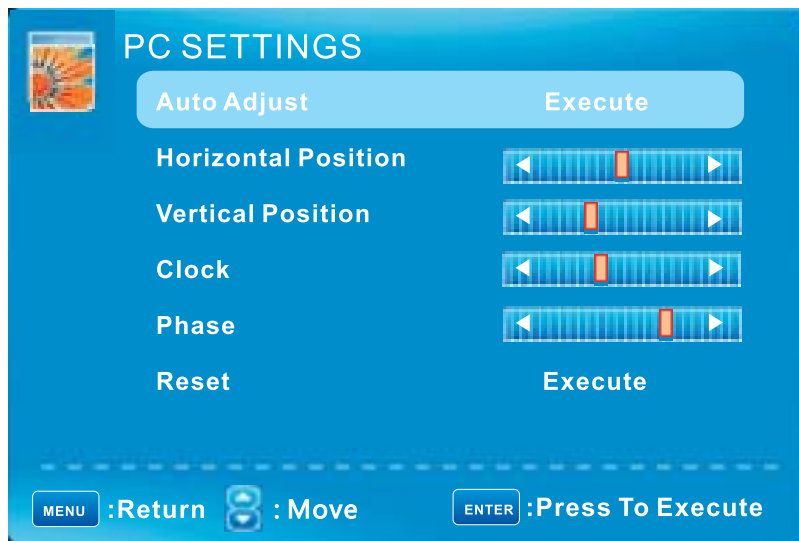 PC SETTINGS
Auto Adjust Execute
Horizontal Position
Vertical Position
Clock
Phase
Reset Execute
MENU :Return : Move ENTER :Press To Execute